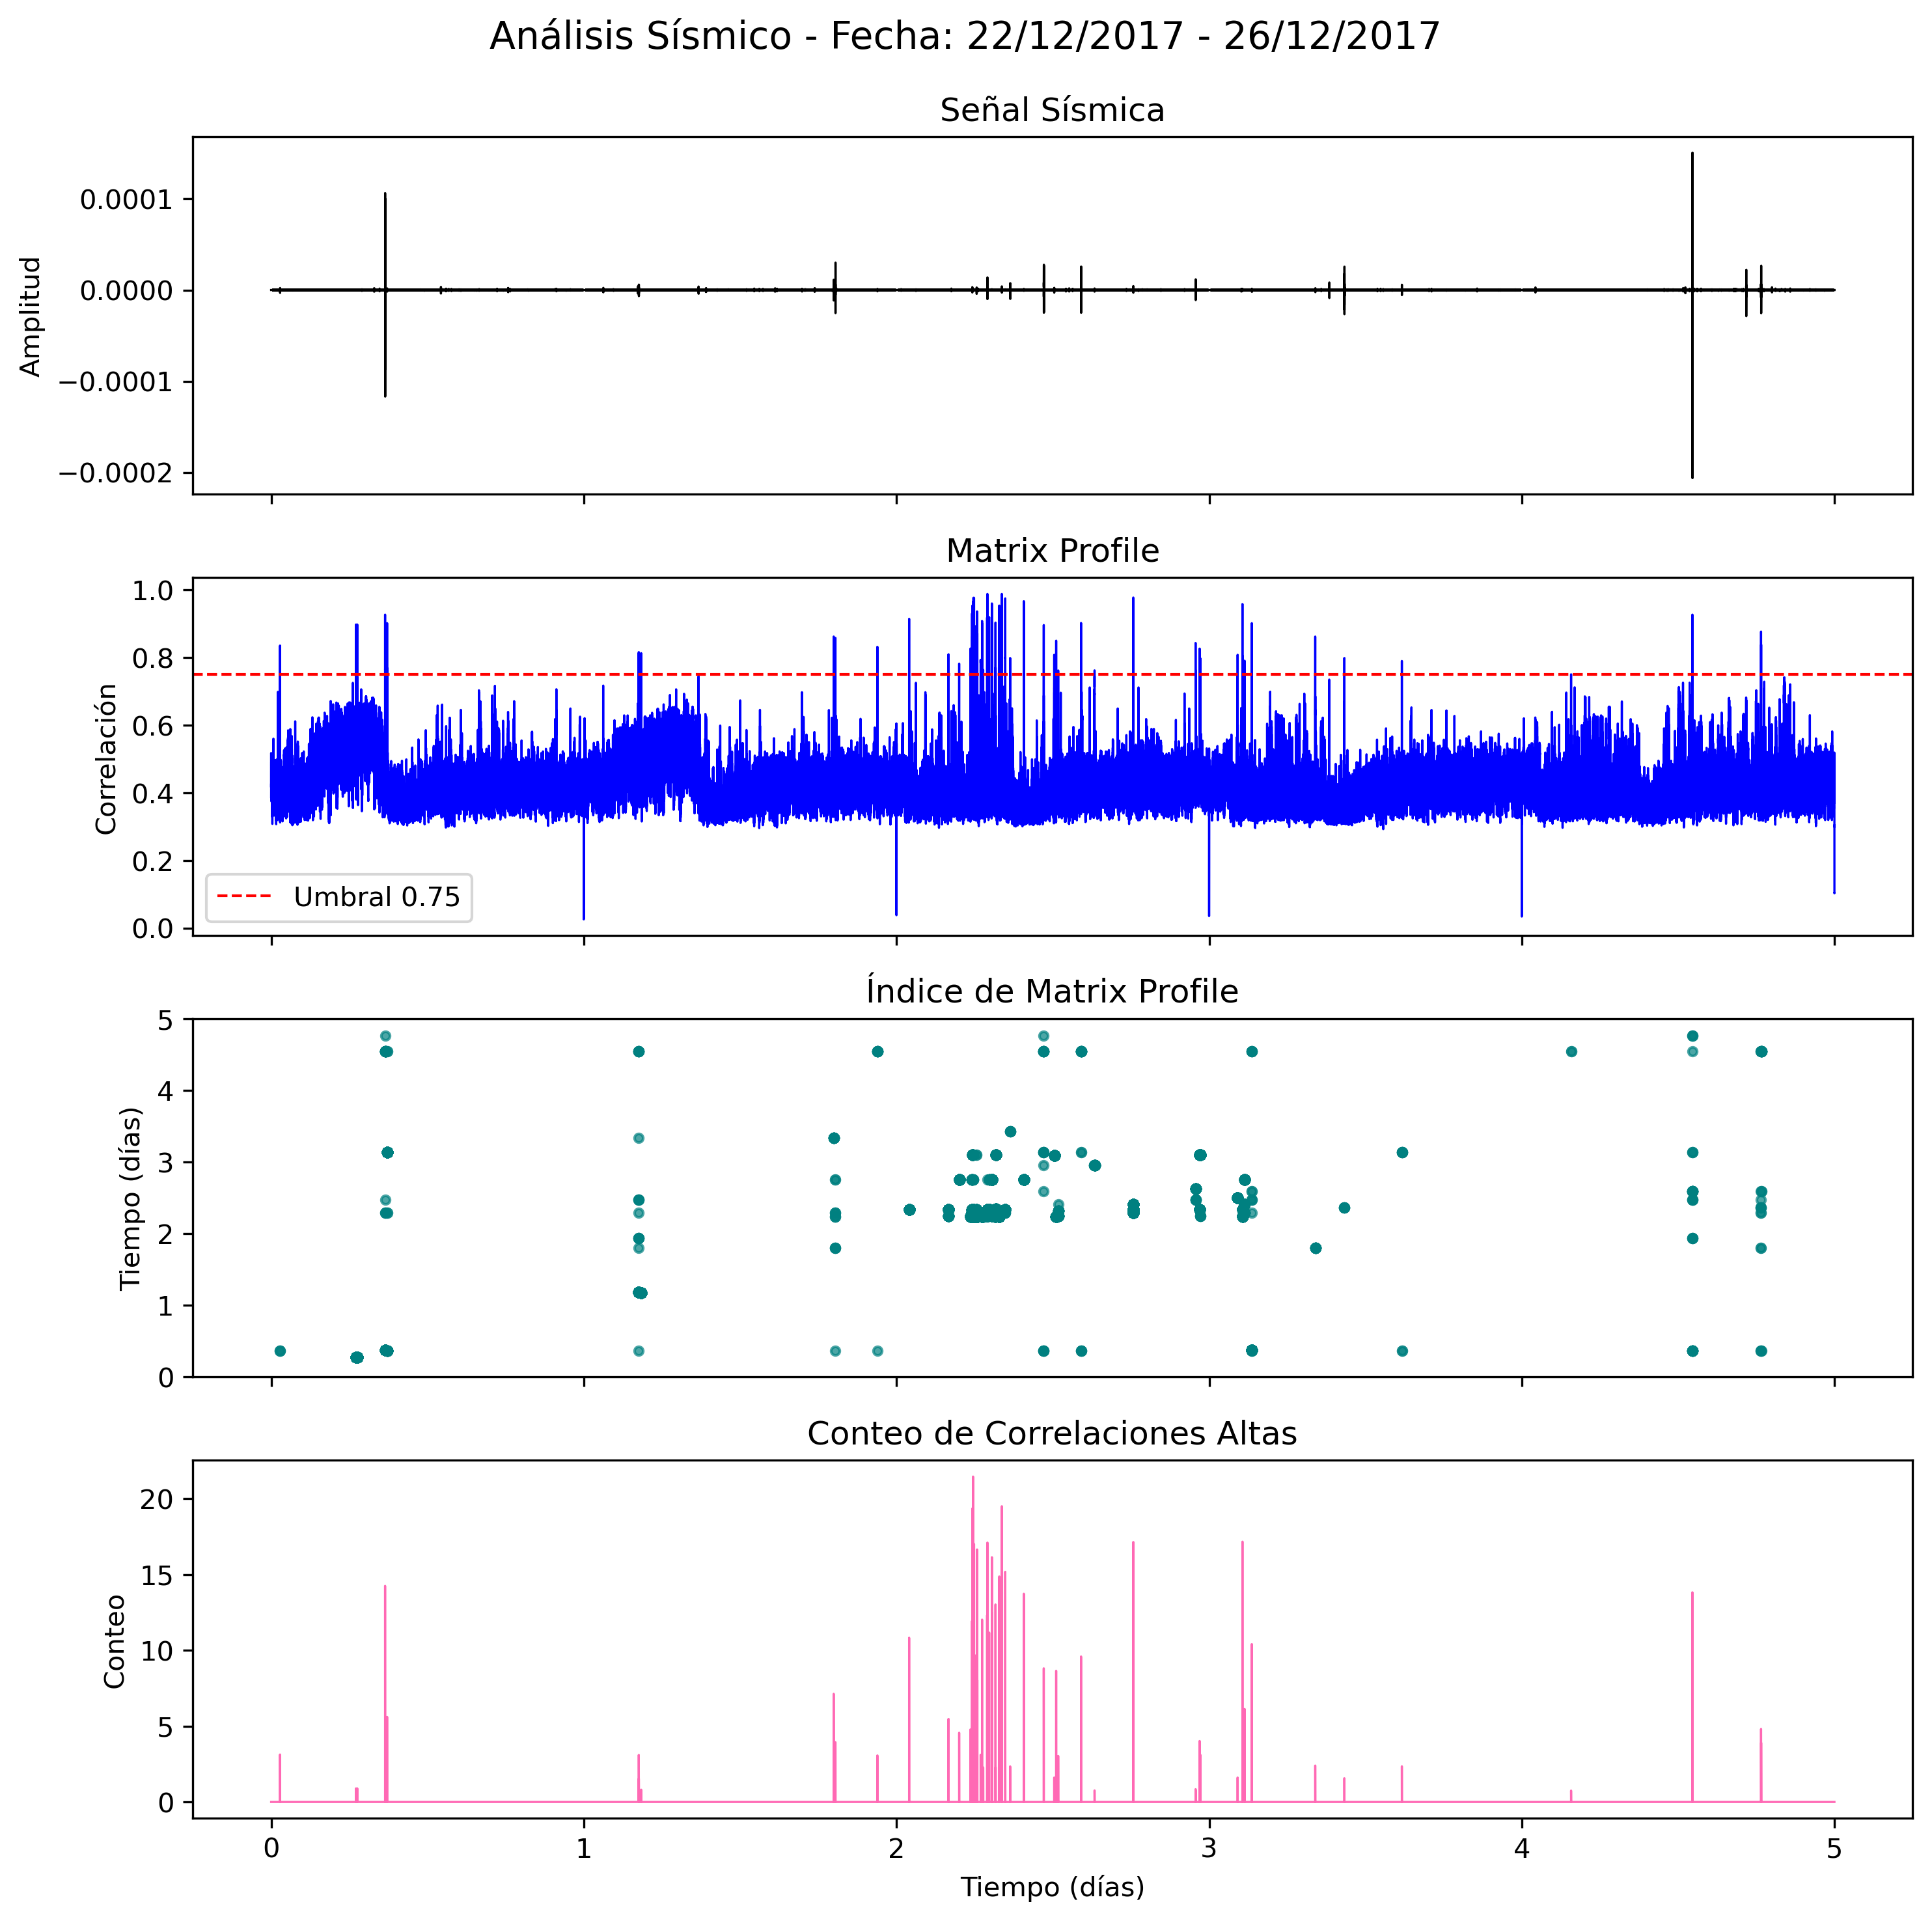 Análisis Sísmico - Fecha: 22/12/2017 - 26/12/2017
Señal Sísmica
Amplitud
0.0001
0.0000
−0.0001
−0.0002
Matrix Profile
Correlación
1.0
0.8
0.6
0.4
0.2
0.0
Umbral 0.75
Índice de Matrix Profile
Tiempo (días)
5
4
3
2
1
0
Conteo de Correlaciones Altas
Conteo
20
15
10
5
0
0 1 2 3 4 5
Tiempo (días)